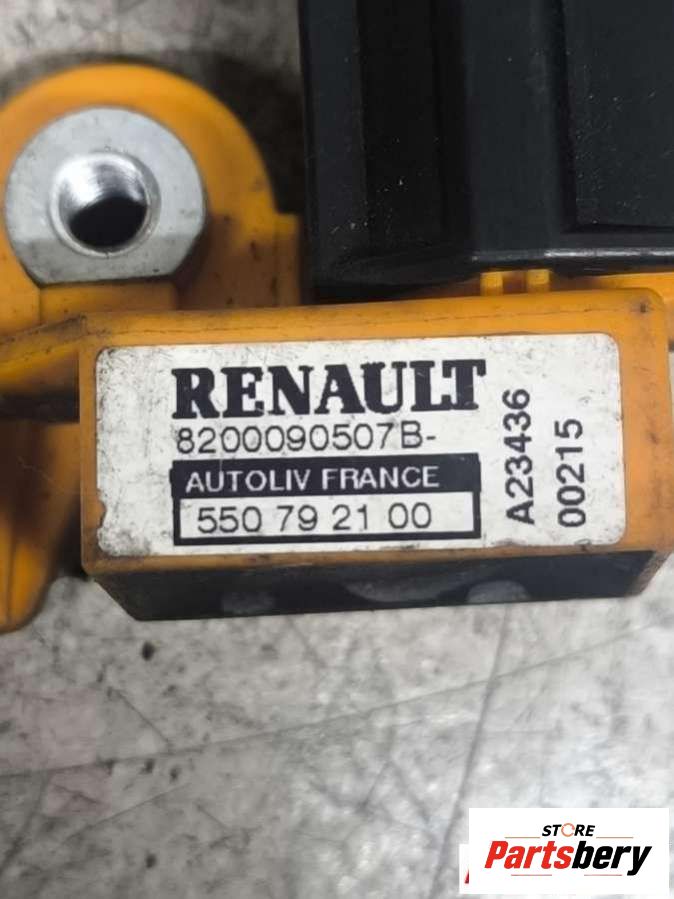 RENAULT
8200090507B-
AUTOLIV FRANCE
550 79 21 00
A23436
00215
STORE
Partsbery